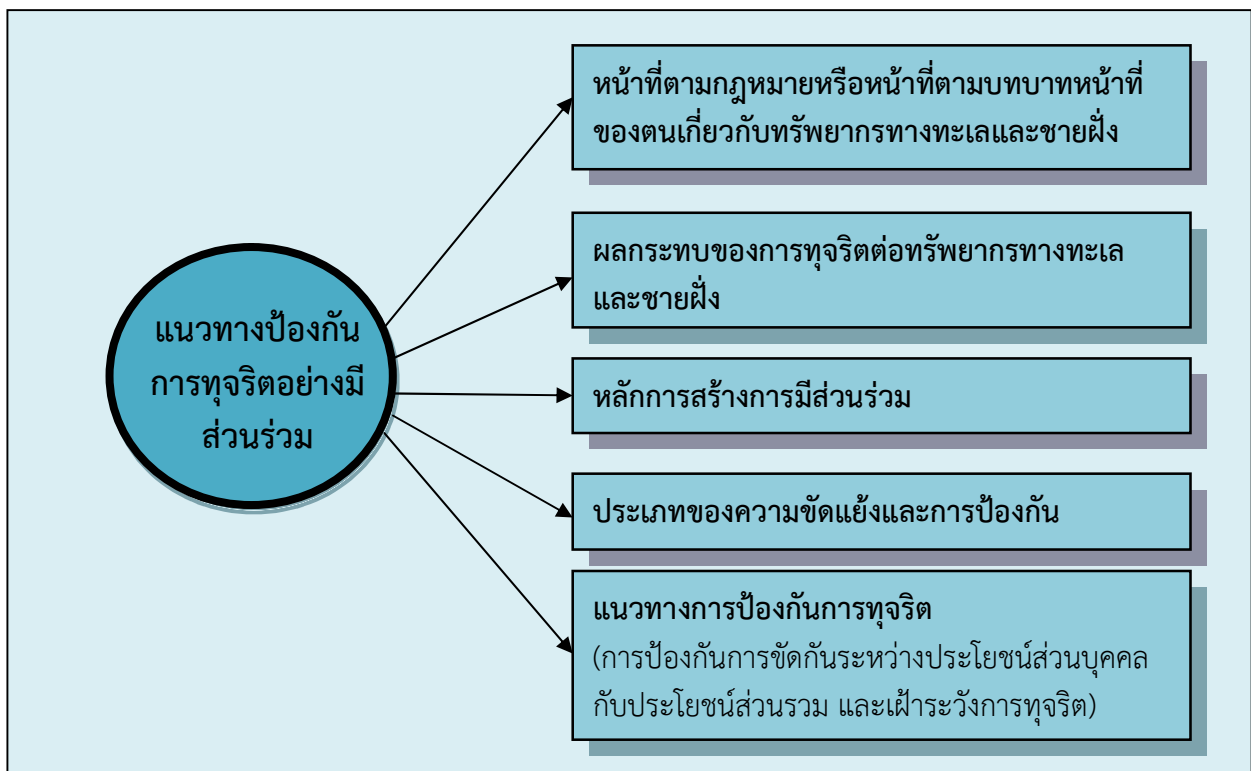 แนวทางป้องกัน
การทุจริตอย่างมี
ส่วนร่วม
หน้าที่ตามกฎหมายหรือหน้าที่ตามบทบาทหน้าที่
ของตนเกี่ยวกับทรัพยากรทางทะเลและชายฝั่ง
ผลกระทบของการทุจริตต่อทรัพยากรทางทะเล
และชายฝั่ง
หลักการสร้างการมีส่วนร่วม
ประเภทของความขัดแย้งและการป้องกัน
แนวทางการป้องกันการทุจริต
(การป้องกันการขัดกันระหว่างประโยชน์ส่วนบุคคล
กับประโยชน์ส่วนรวม และเฝ้าระวังการทุจริต)